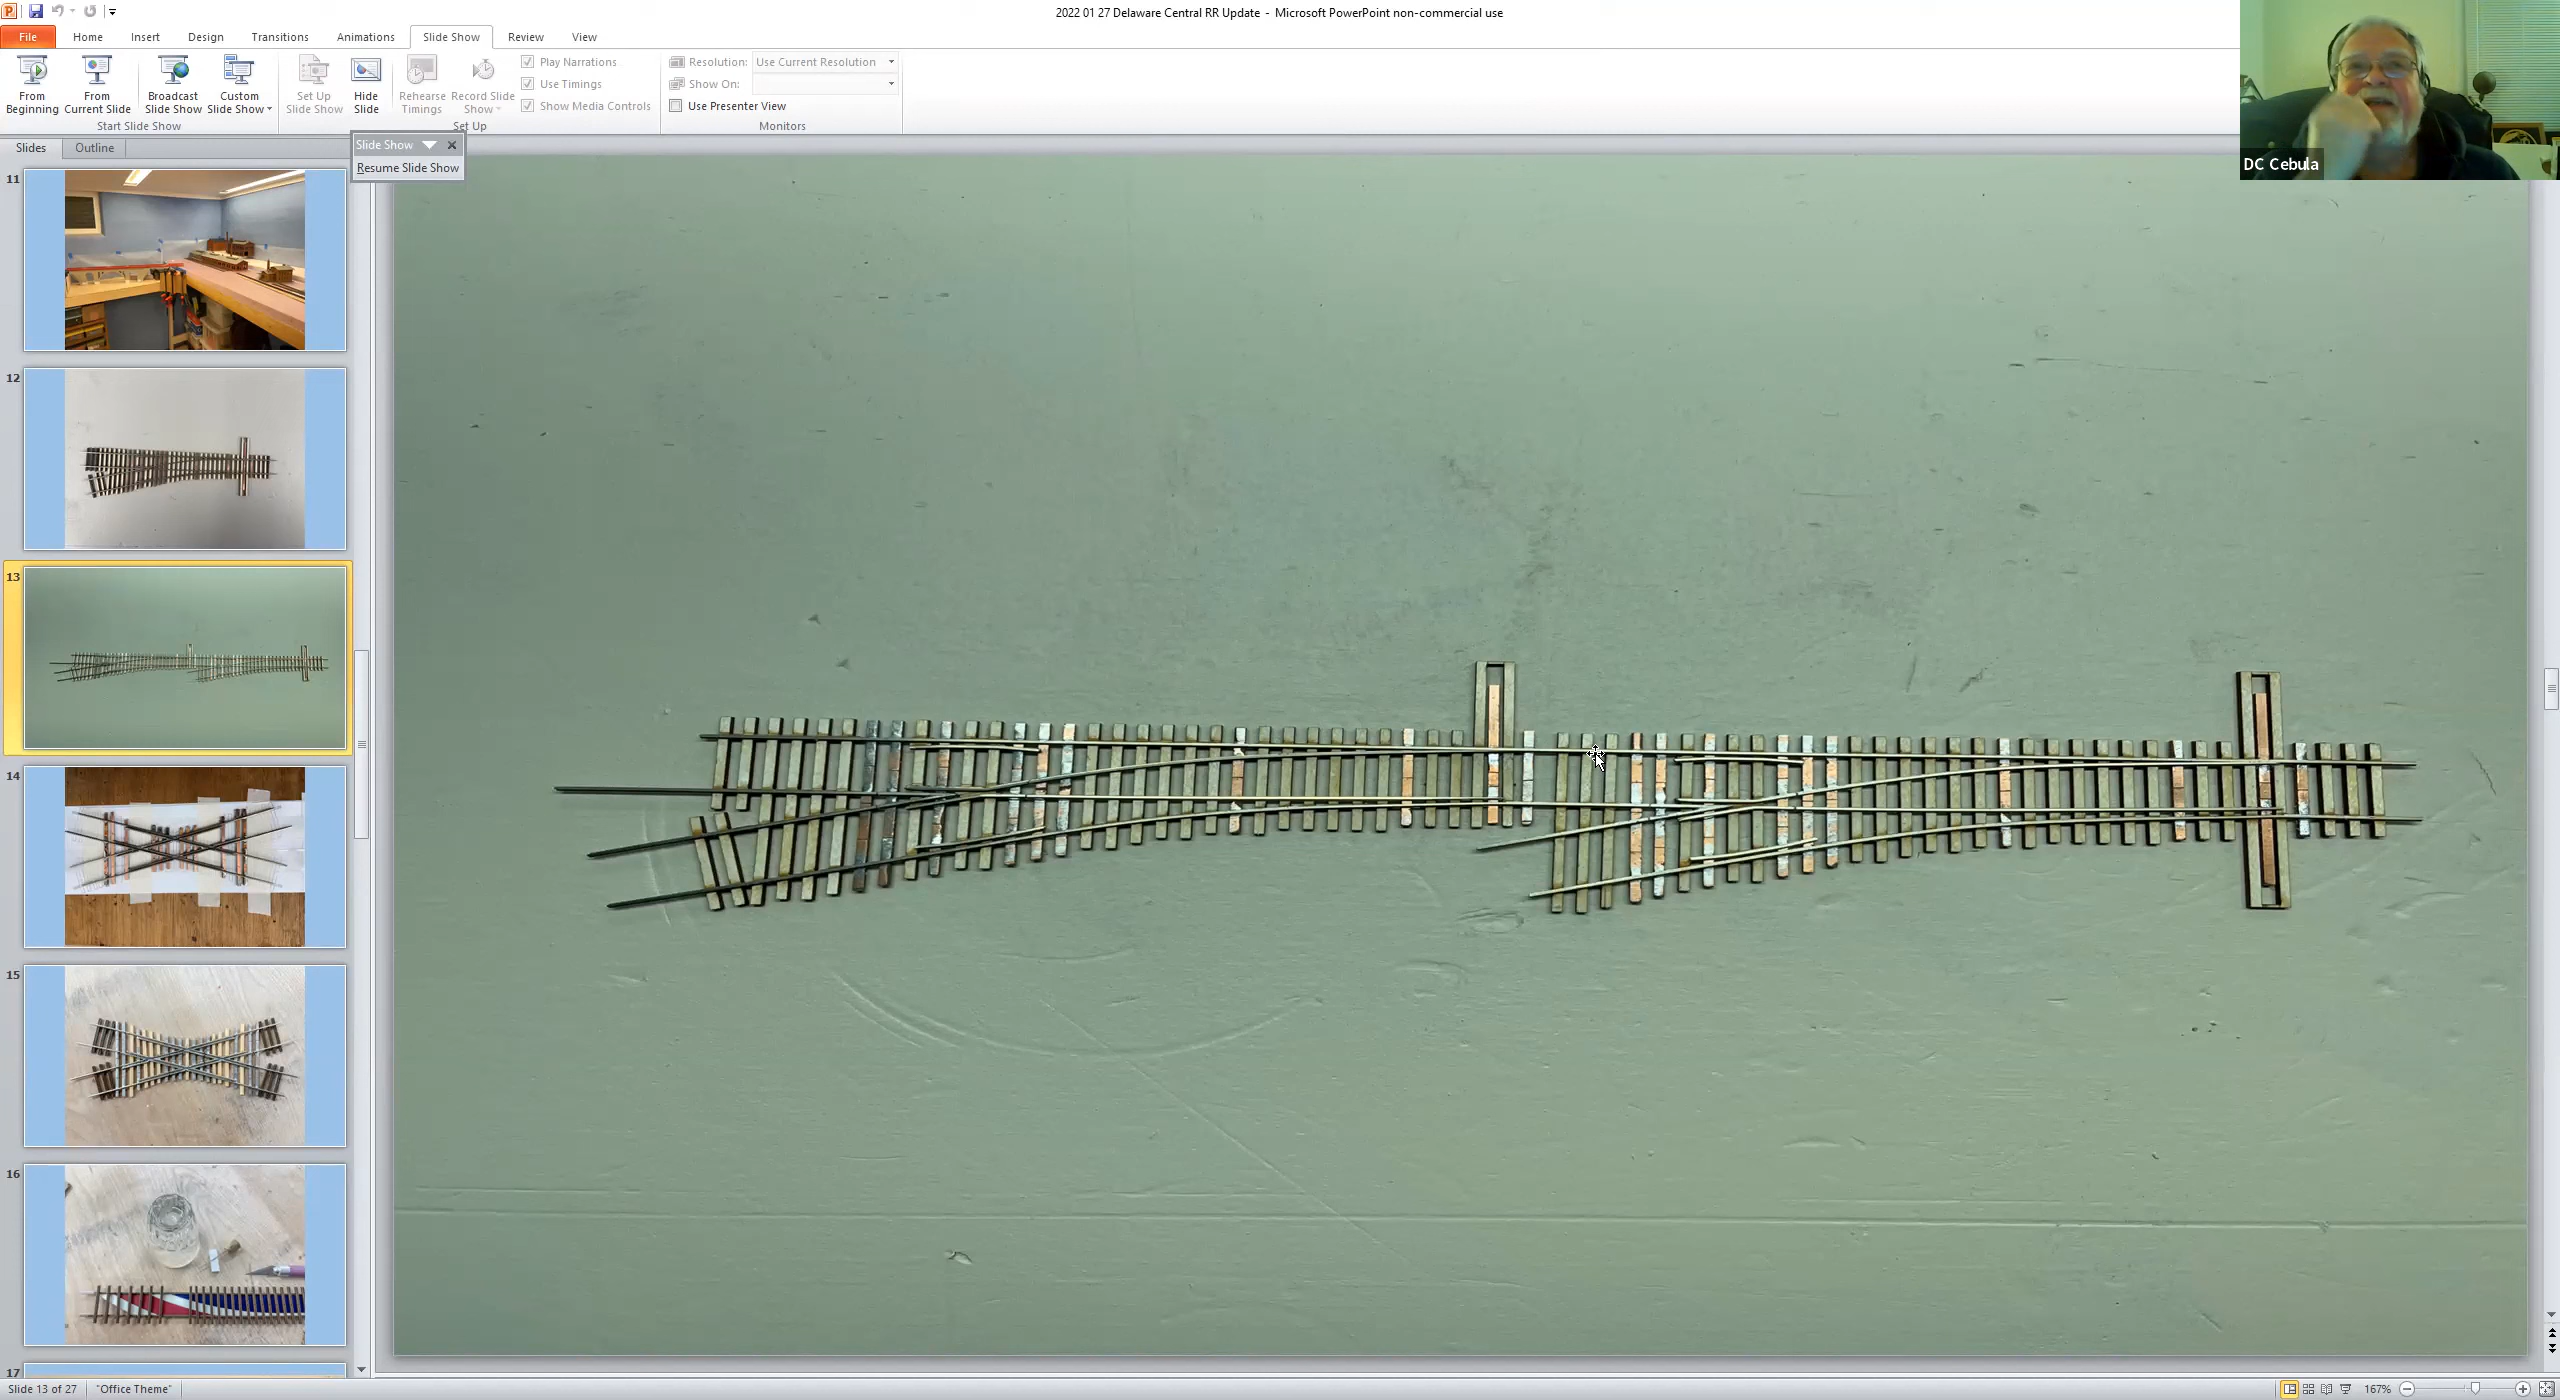 2022 01 27 Delaware Central RR Update - Microsoft PowerPoint non-commercial use
File Home Insert Design Transitions Animations Slide Show Review View
From Beginning
From Current Slide
Broadcast Slide Show
Custom Slide Show
Set Up Slide Show
Hide Slide
Rehearse Timings
Record Slide Show
Play Narrations
Use Timings
Show Media Controls
Resolution: Use Current Resolution
Show On:
Use Presenter View
Start Slide Show
Set Up
Monitors
Slides Outline
Slide Show
Resume Slide Show
DC Cebula
11
12
13
14
15
16
17
Slide 13 of 27 "Office Theme" 167%